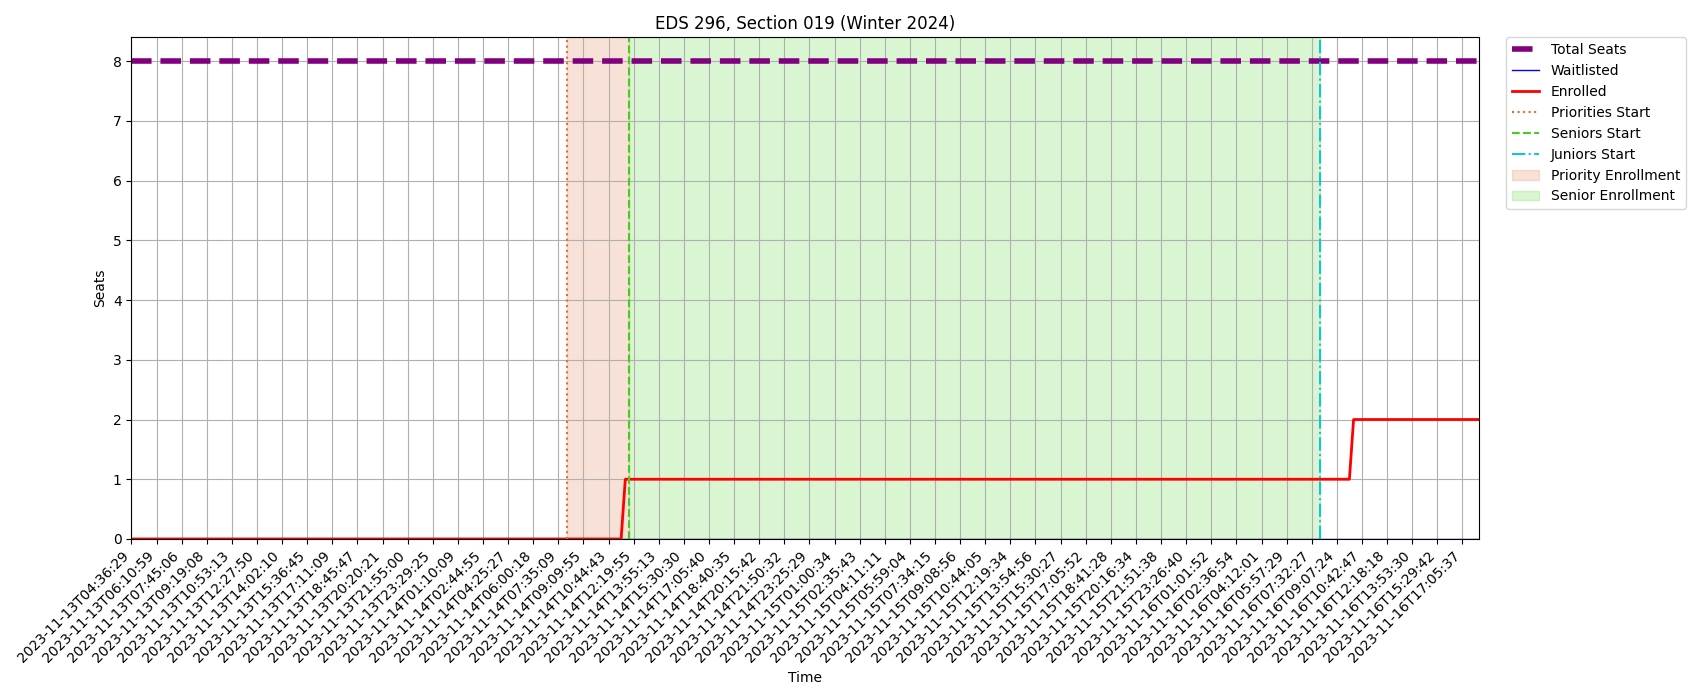 EDS 296, Section 019 (Winter 2024)
Total Seats
Waitlisted
Enrolled
Priorities Start
Seniors Start
Juniors Start
Priority Enrollment
Senior Enrollment
Seats
8
7
6
5
4
3
2
1
0
2023-11-13T04:36:29
2023-11-13T06:10:59
2023-11-13T07:45:06
2023-11-13T09:19:08
2023-11-13T10:53:13
2023-11-13T12:27:50
2023-11-13T14:02:10
2023-11-13T15:36:45
2023-11-13T17:11:09
2023-11-13T18:45:47
2023-11-13T20:20:21
2023-11-13T21:55:00
2023-11-13T23:29:25
2023-11-14T01:10:09
2023-11-14T02:44:55
2023-11-14T04:25:27
2023-11-14T06:00:18
2023-11-14T07:35:09
2023-11-14T09:09:55
2023-11-14T10:44:43
2023-11-14T12:19:55
2023-11-14T13:55:13
2023-11-14T15:30:30
2023-11-14T17:05:40
2023-11-14T18:40:35
2023-11-14T20:15:42
2023-11-14T21:50:32
2023-11-14T23:25:29
2023-11-15T01:00:34
2023-11-15T02:35:43
2023-11-15T04:11:11
2023-11-15T05:59:04
2023-11-15T07:34:15
2023-11-15T09:08:56
2023-11-15T10:44:05
2023-11-15T12:19:34
2023-11-15T13:54:56
2023-11-15T15:30:27
2023-11-15T17:05:52
2023-11-15T18:41:28
2023-11-15T20:16:34
2023-11-15T21:51:38
2023-11-15T23:26:40
2023-11-16T01:01:52
2023-11-16T02:36:54
2023-11-16T04:12:01
2023-11-16T05:57:29
2023-11-16T07:32:27
2023-11-16T09:07:24
2023-11-16T10:42:47
2023-11-16T12:18:18
2023-11-16T13:53:30
2023-11-16T15:29:42
2023-11-16T17:05:37
Time